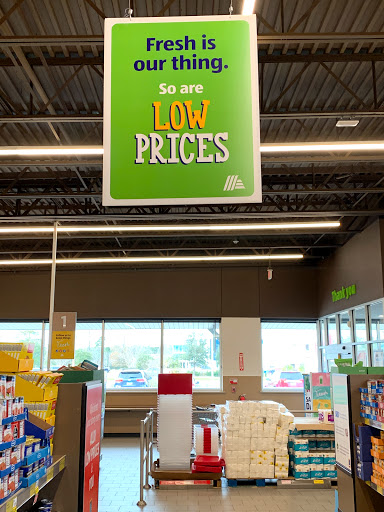 Fresh is
our thing.
So are
LOW
PRICES
Thank you
1